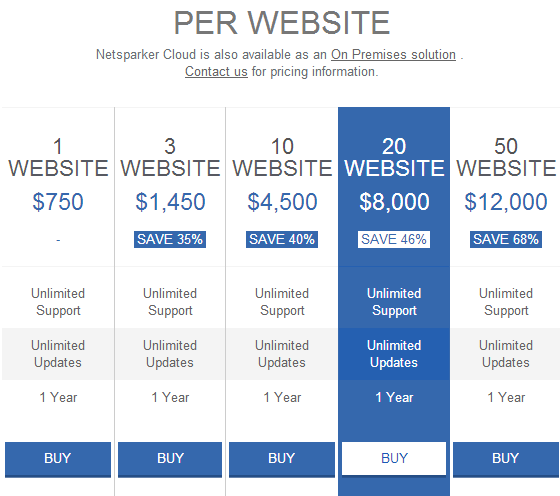 PER WEBSITE
Netsparker Cloud is also available as an On Premises solution .
Contact us for pricing information.
1
WEBSITE
$750
-
Unlimited
Support
Unlimited
Updates
1 Year
BUY
3
WEBSITE
$1,450
SAVE 35%
Unlimited
Support
Unlimited
Updates
1 Year
BUY
10
WEBSITE
$4,500
SAVE 40%
Unlimited
Support
Unlimited
Updates
1 Year
BUY
20
WEBSITE
$8,000
SAVE 46%
Unlimited
Support
Unlimited
Updates
1 Year
BUY
50
WEBSITE
$12,000
SAVE 68%
Unlimited
Support
Unlimited
Updates
1 Year
BUY